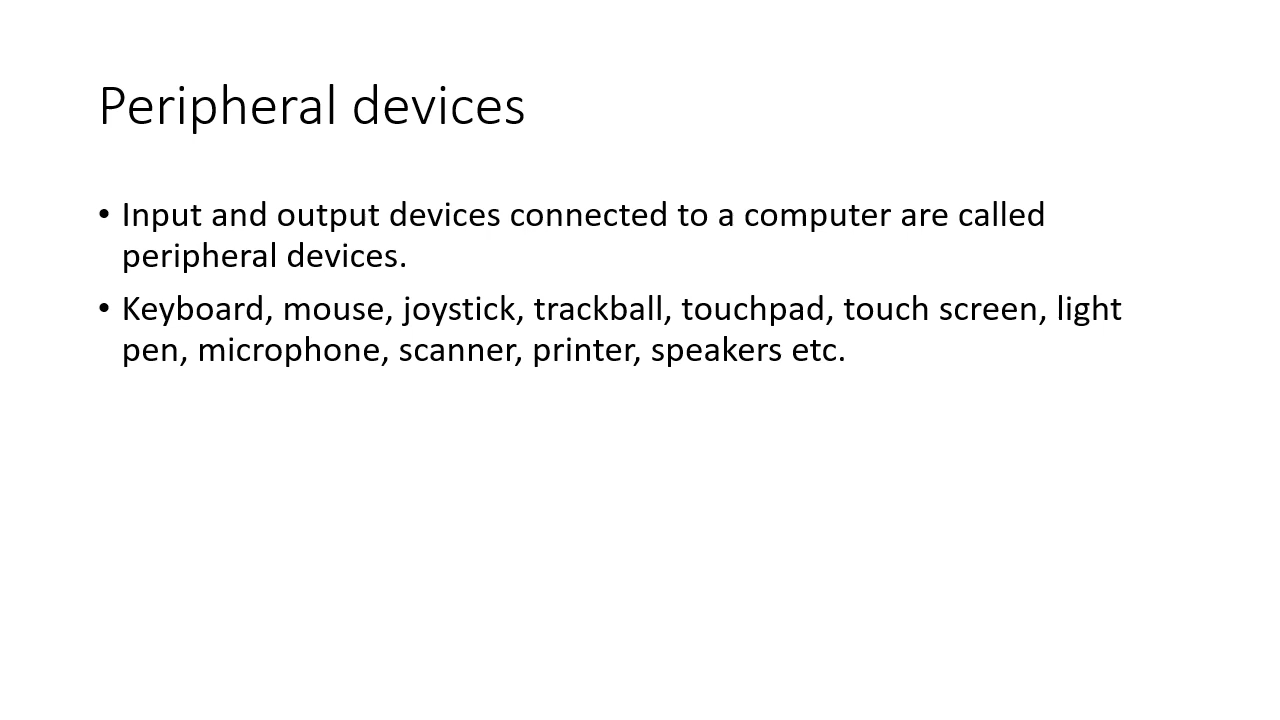 Peripheral devices
• Input and output devices connected to a computer are called
peripheral devices.
• Keyboard, mouse, joystick, trackball, touchpad, touch screen, light
pen, microphone, scanner, printer, speakers etc.